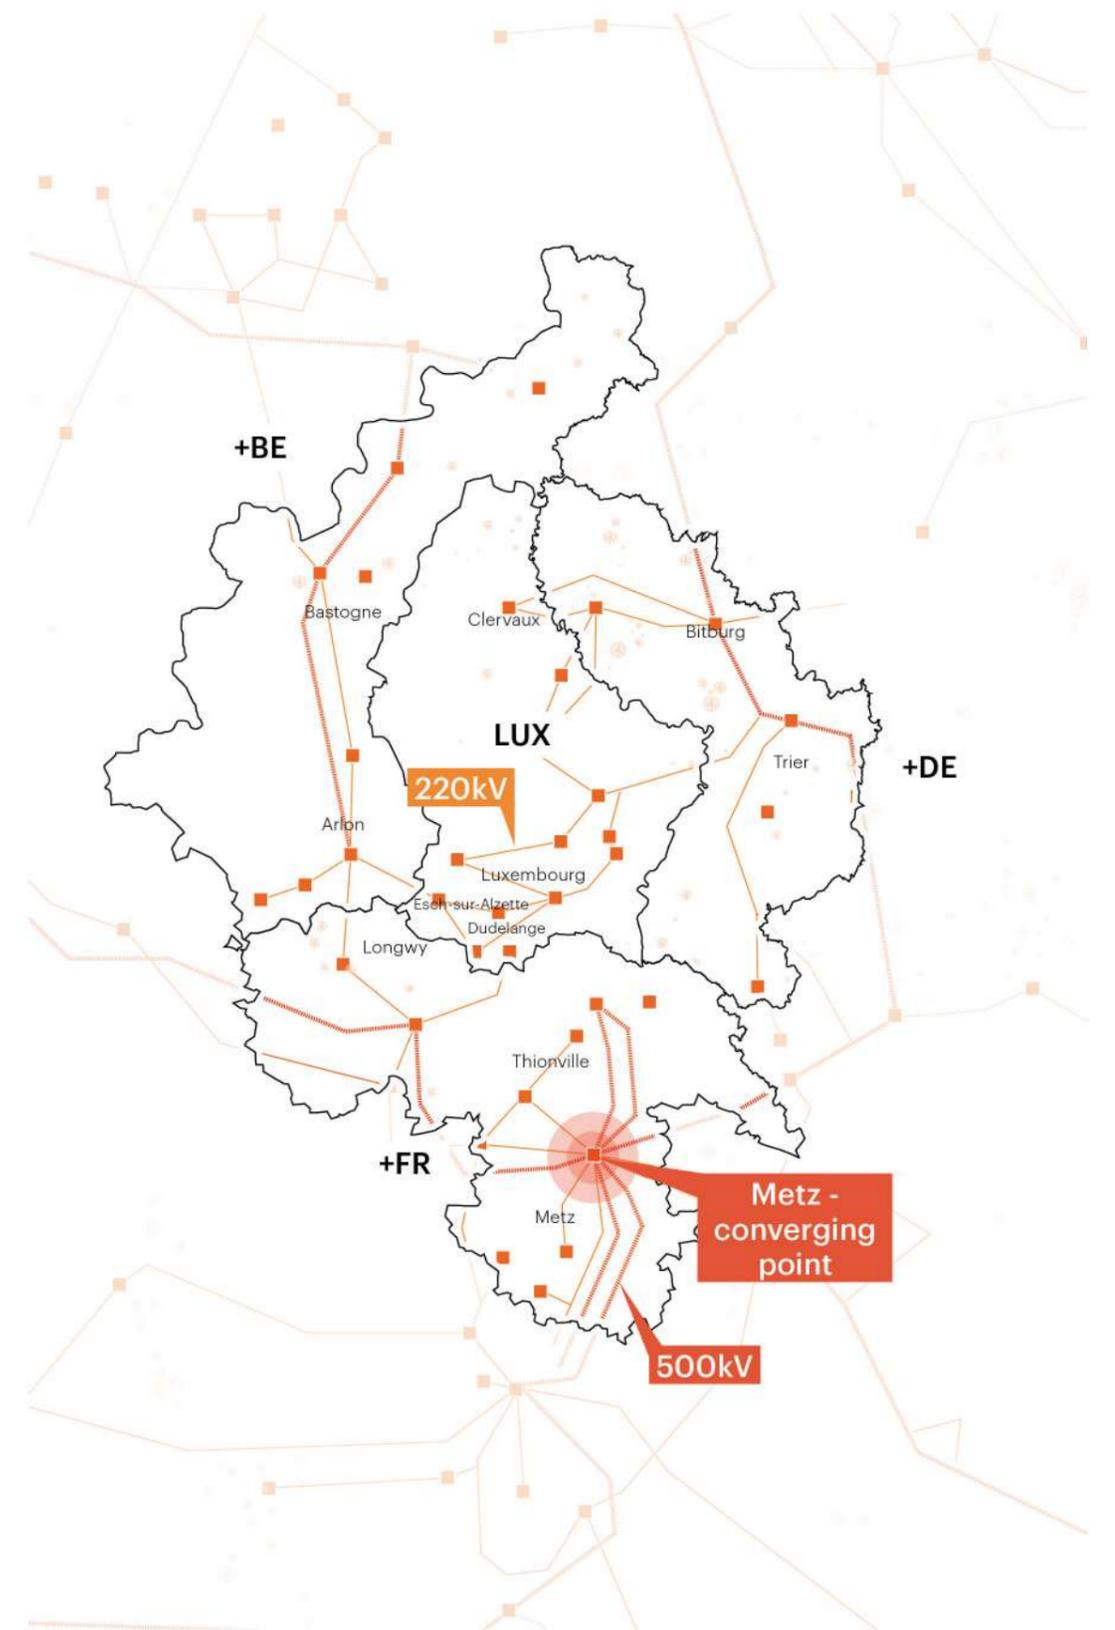 +BE
Bastogne
Clervaux
Bitburg
LUX
Trier
+DE
220kV
Arlon
Luxembourg
Esch-sur-Alzette
Dudelange
Longwy
Thionville
+FR
Metz -
converging
point
Metz
500kV